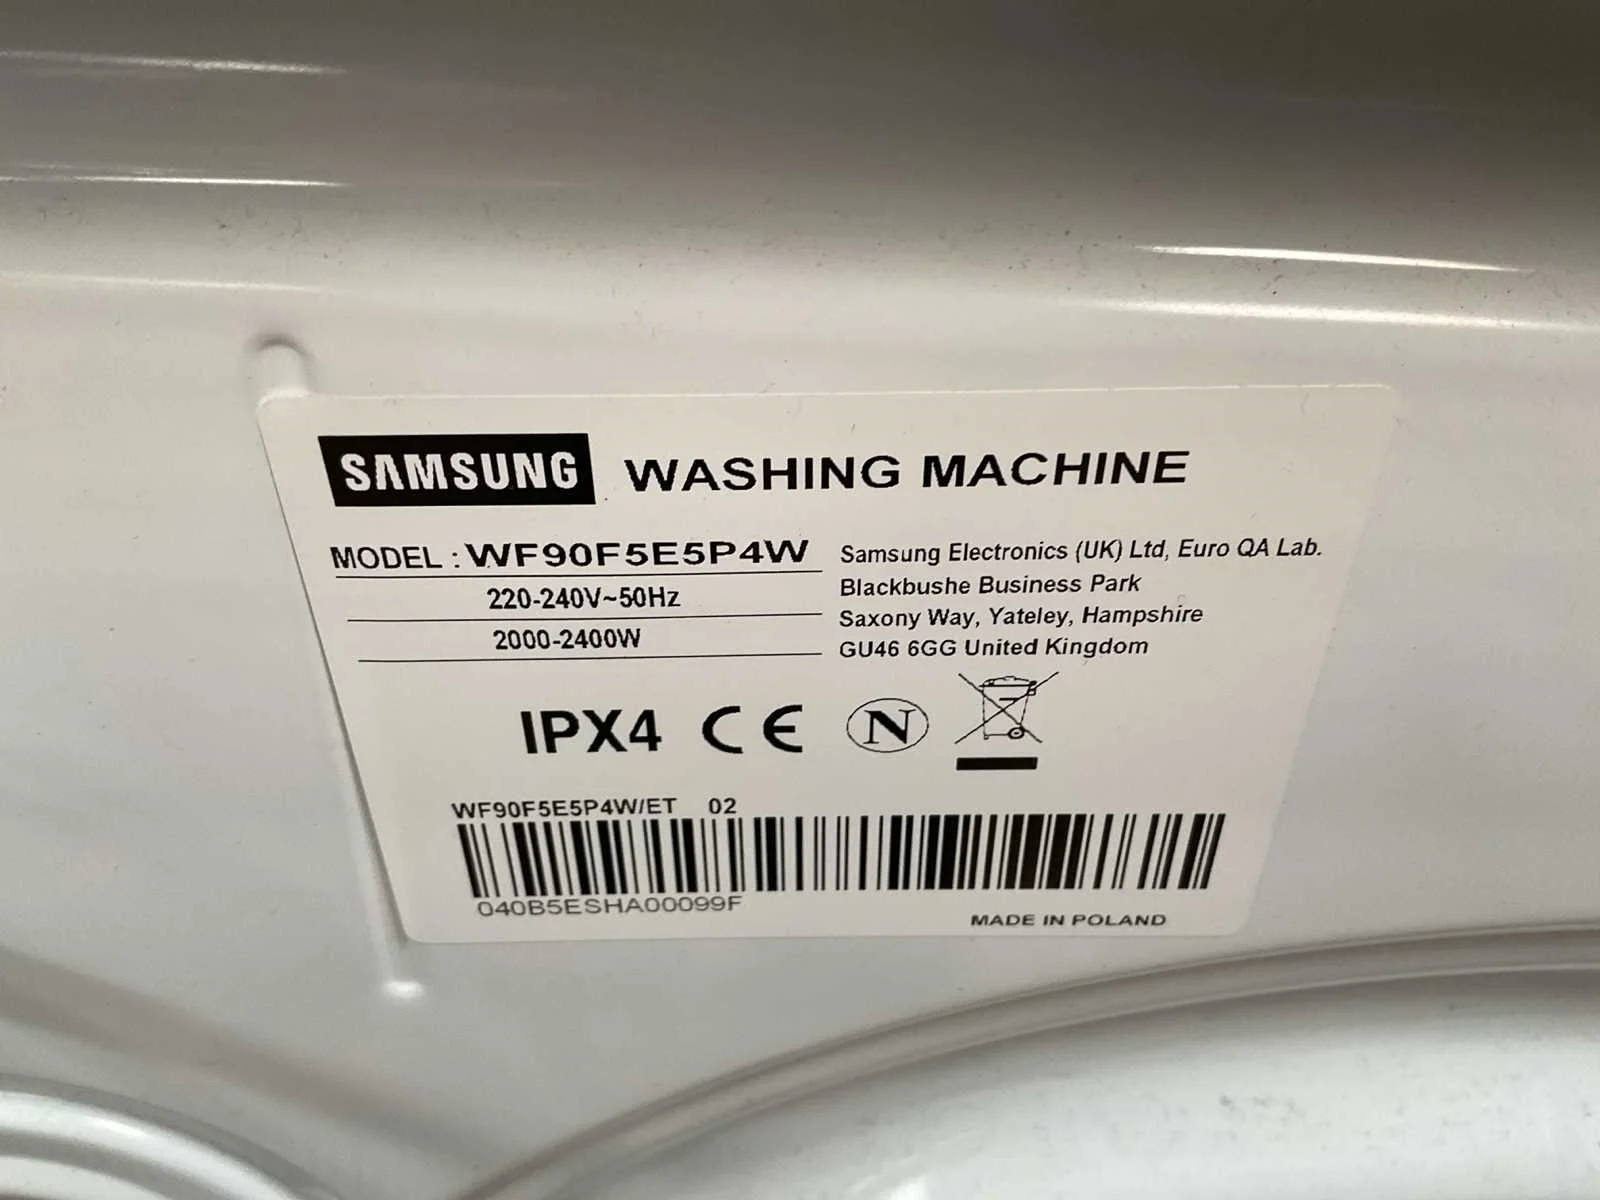 SAMSUNG WASHING MACHINE
MODEL : WF90F5E5P4W
220-240V~50Hz
2000-2400W
Samsung Electronics (UK) Ltd, Euro QA Lab.
Blackbushe Business Park
Saxony Way, Yateley, Hampshire
GU46 6GG United Kingdom
IPX4 CE N
WF90F5E5P4W/ET 02
040B5ESHA00099F
MADE IN POLAND